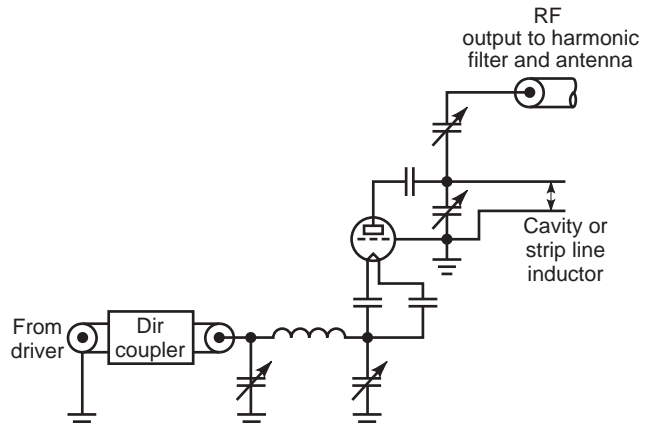 RF
output to harmonic
filter and antenna
Cavity or
strip line
inductor
From
driver
Dir
coupler